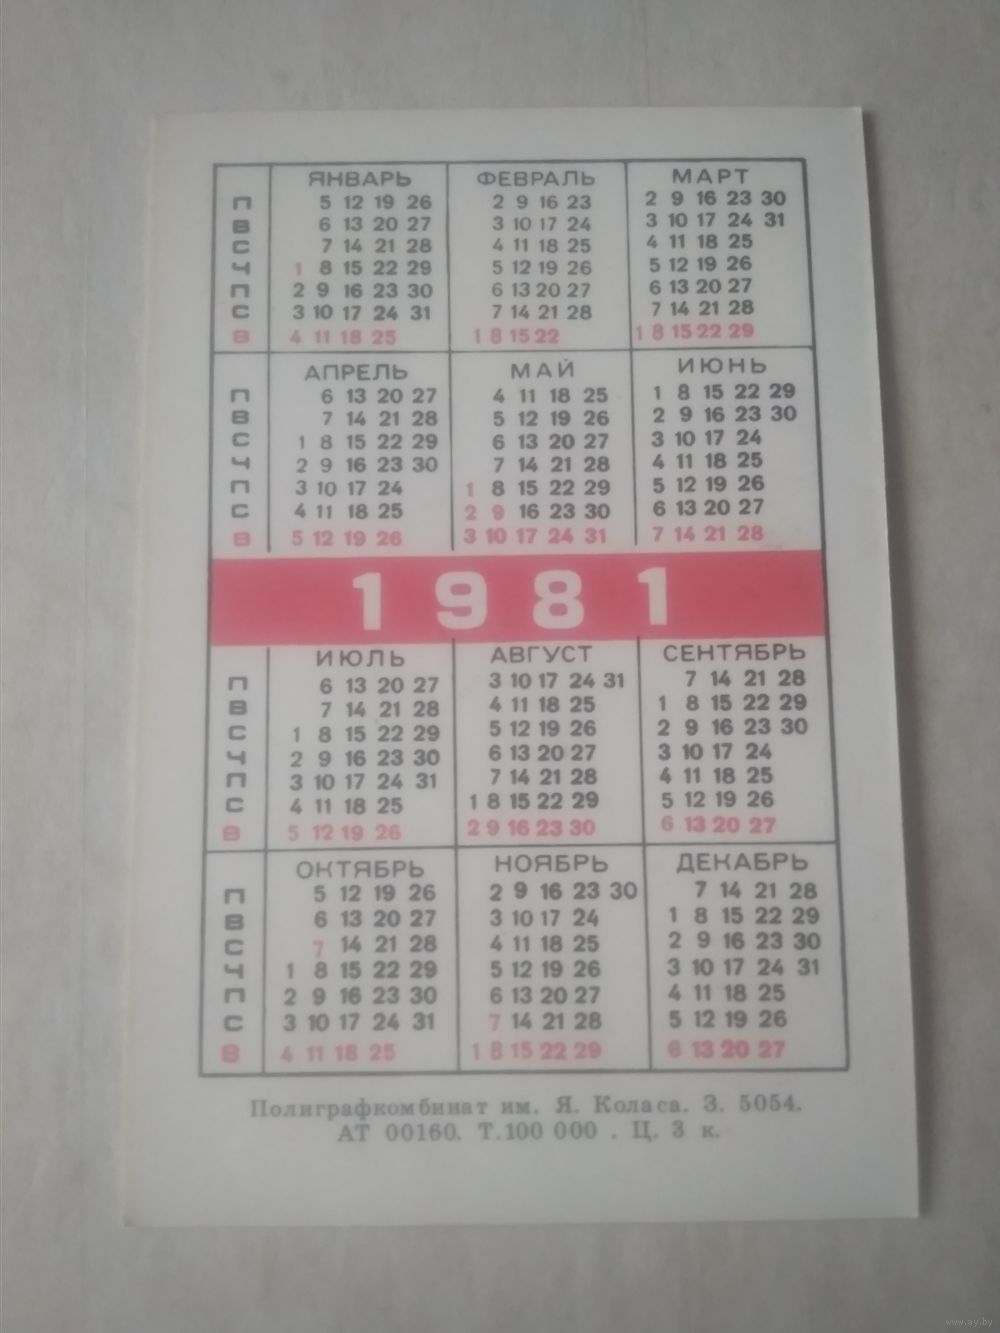 ЯНВАРЬ ФЕВРАЛЬ МАРТ
П 5 12 19 26 2 9 16 23 2 9 16 23 30
В 6 13 20 27 3 10 17 24 3 10 17 24 31
С 7 14 21 28 4 11 18 25 4 11 18 25
Ч 1 8 15 22 29 5 12 19 26 5 12 19 26
П 2 9 16 23 30 6 13 20 27 6 13 20 27
С 3 10 17 24 31 7 14 21 28 7 14 21 28
В 4 11 18 25 1 8 15 22 1 8 15 22 29
АПРЕЛЬ МАЙ ИЮНЬ
П 6 13 20 27 4 11 18 25 1 8 15 22 29
В 7 14 21 28 5 12 19 26 2 9 16 23 30
С 1 8 15 22 29 6 13 20 27 3 10 17 24
Ч 2 9 16 23 30 7 14 21 28 4 11 18 25
П 3 10 17 24 1 8 15 22 29 5 12 19 26
С 4 11 18 25 2 9 16 23 30 6 13 20 27
В 5 12 19 26 3 10 17 24 31 7 14 21 28
1981
ИЮЛЬ АВГУСТ СЕНТЯБРЬ
П 6 13 20 27 3 10 17 24 31 7 14 21 28
В 7 14 21 28 4 11 18 25 1 8 15 22 29
С 1 8 15 22 29 5 12 19 26 2 9 16 23 30
Ч 2 9 16 23 30 6 13 20 27 3 10 17 24
П 3 10 17 24 31 7 14 21 28 4 11 18 25
С 4 11 18 25 1 8 15 22 29 5 12 19 26
В 5 12 19 26 2 9 16 23 30 6 13 20 27
ОКТЯБРЬ НОЯБРЬ ДЕКАБРЬ
П 5 12 19 26 2 9 16 23 30 7 14 21 28
В 6 13 20 27 3 10 17 24 1 8 15 22 29
С 7 14 21 28 4 11 18 25 2 9 16 23 30
Ч 1 8 15 22 29 5 12 19 26 3 10 17 24 31
П 2 9 16 23 30 6 13 20 27 4 11 18 25
С 3 10 17 24 31 7 14 21 28 5 12 19 26
В 4 11 18 25 1 8 15 22 29 6 13 20 27
Полиграфкомбинат им. Я. Коласа. З. 5054.
АТ 00160. Т.100 000 . Ц. 3 к.
www.ay.by